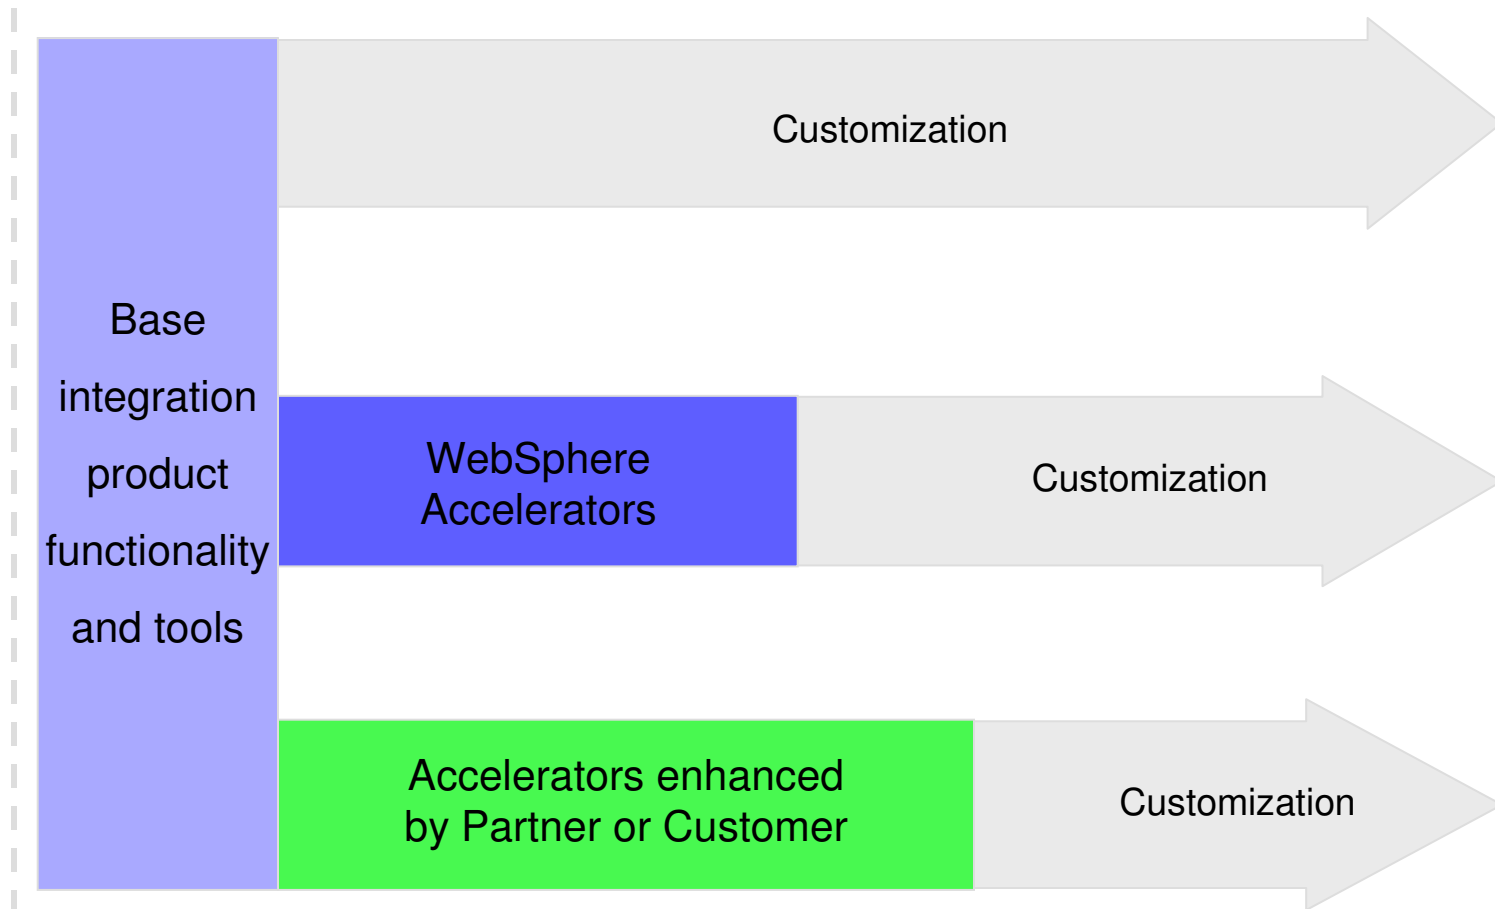 Customization
Base
integration
product
functionality
and tools
WebSphere
Accelerators
Customization
Accelerators enhanced
by Partner or Customer
Customization